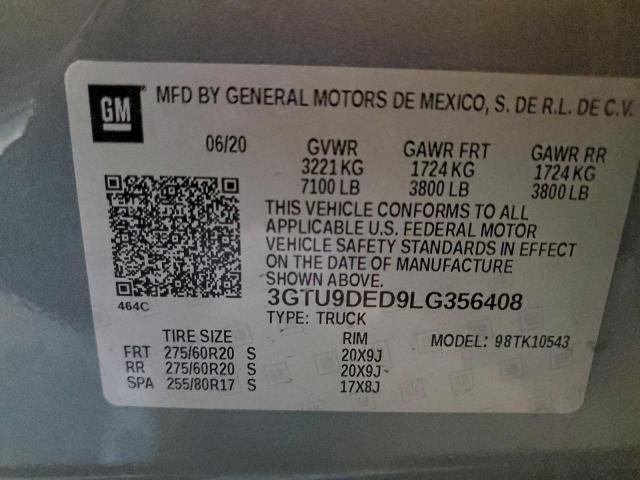 GM MFD BY GENERAL MOTORS DE MEXICO, S. DE R.L. DE C.V.
06/20 GVWR GAWR FRT GAWR RR
3221 KG 1724 KG 1724 KG
7100 LB 3800 LB 3800 LB
THIS VEHICLE CONFORMS TO ALL
APPLICABLE U.S. FEDERAL MOTOR
VEHICLE SAFETY STANDARDS IN EFFECT
ON THE DATE OF MANUFACTURE
SHOWN ABOVE.
3GTU9DED9LG356408
464C
TYPE: TRUCK
TIRE SIZE RIM MODEL: 98TK10543
FRT 275/60R20 S 20X9J
RR 275/60R20 S 20X9J
SPA 255/80R17 S 17X8J